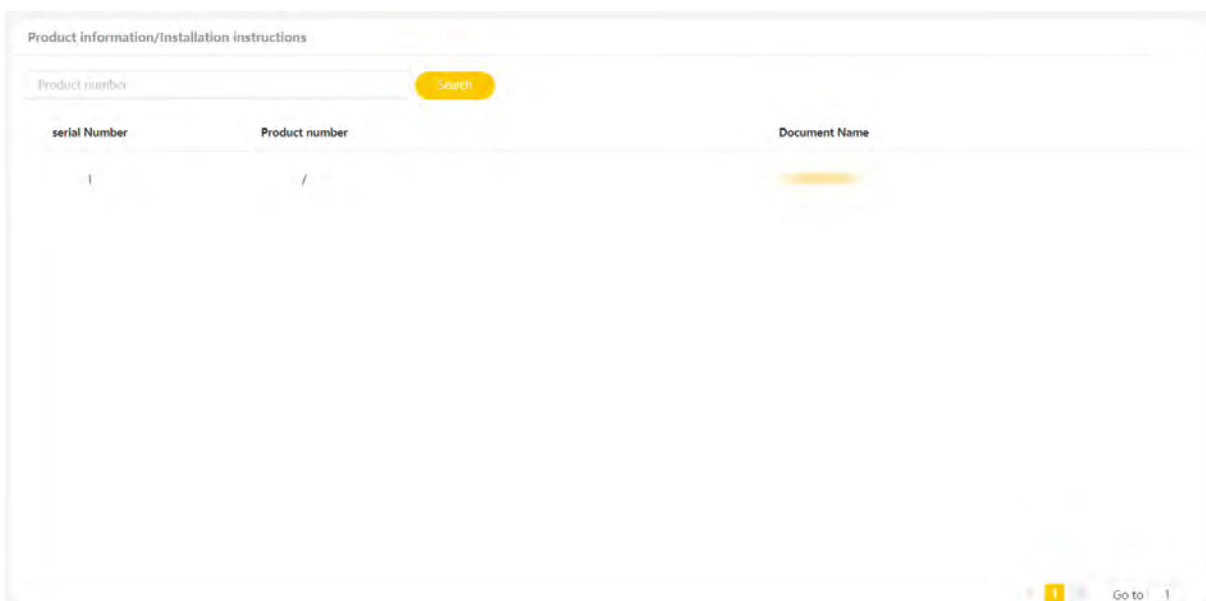 Product information/Installation instructions
Product number Search
serial Number Product number Document Name
1 /
1 Go to 1